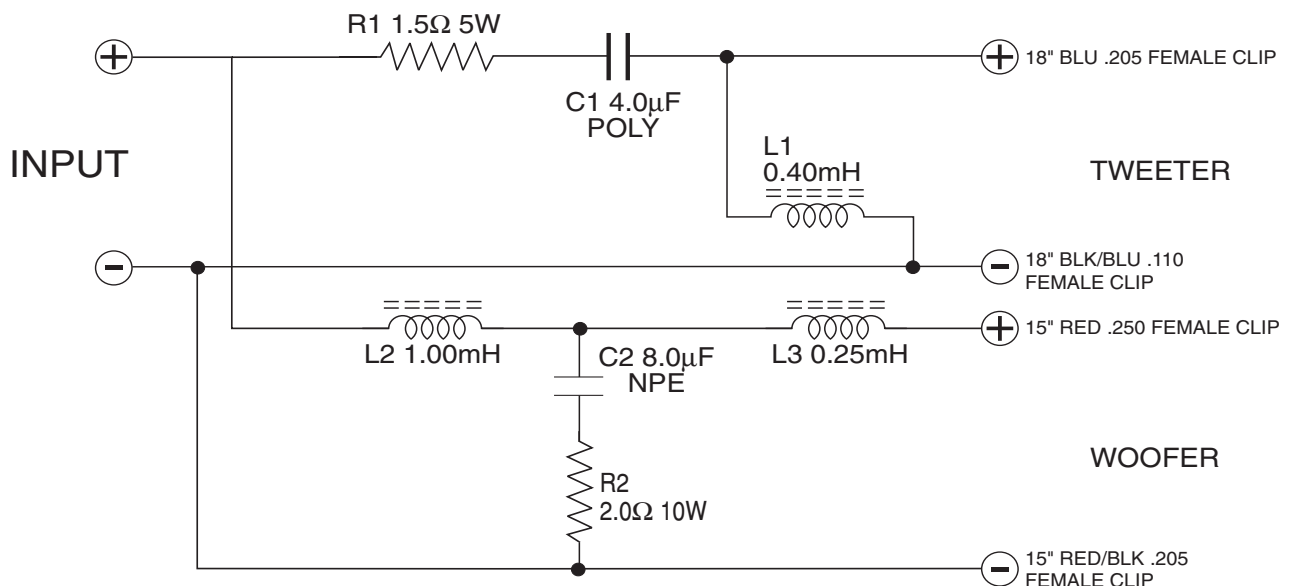 R1 1.5Ω 5W
+
+
18" BLU .205 FEMALE CLIP
C1 4.0μF
POLY
INPUT
L1
0.40mH
TWEETER
-
-
18" BLK/BLU .110
FEMALE CLIP
+
15" RED .250 FEMALE CLIP
L2 1.00mH
C2 8.0μF
NPE
L3 0.25mH
R2
2.0Ω 10W
WOOFER
-
15" RED/BLK .205
FEMALE CLIP